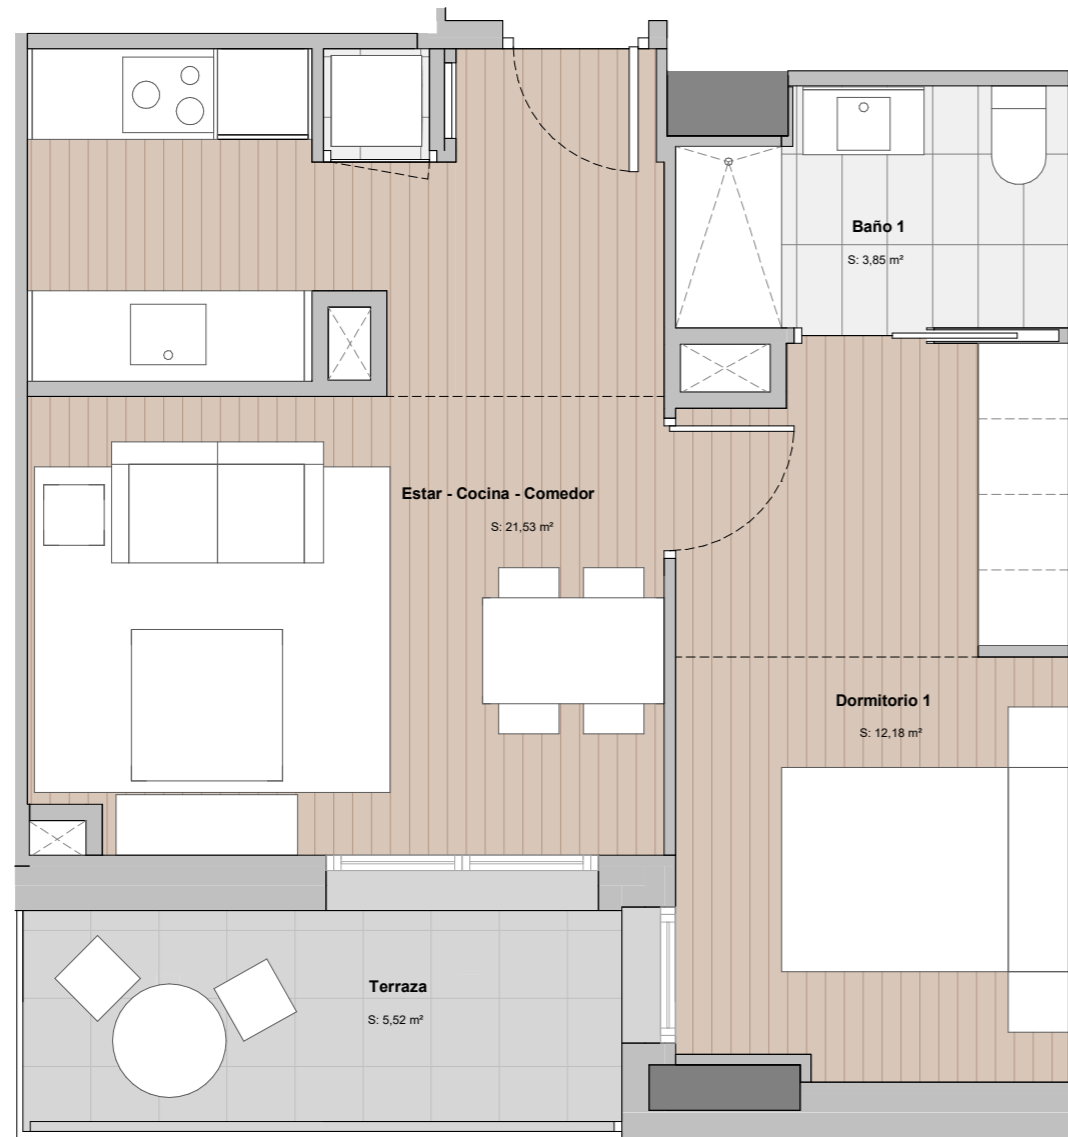 Baño 1
S: 3,85 m²
Estar - Cocina - Comedor
S: 21,53 m²
Dormitorio 1
S: 12,18 m²
Terraza
S: 5,52 m²